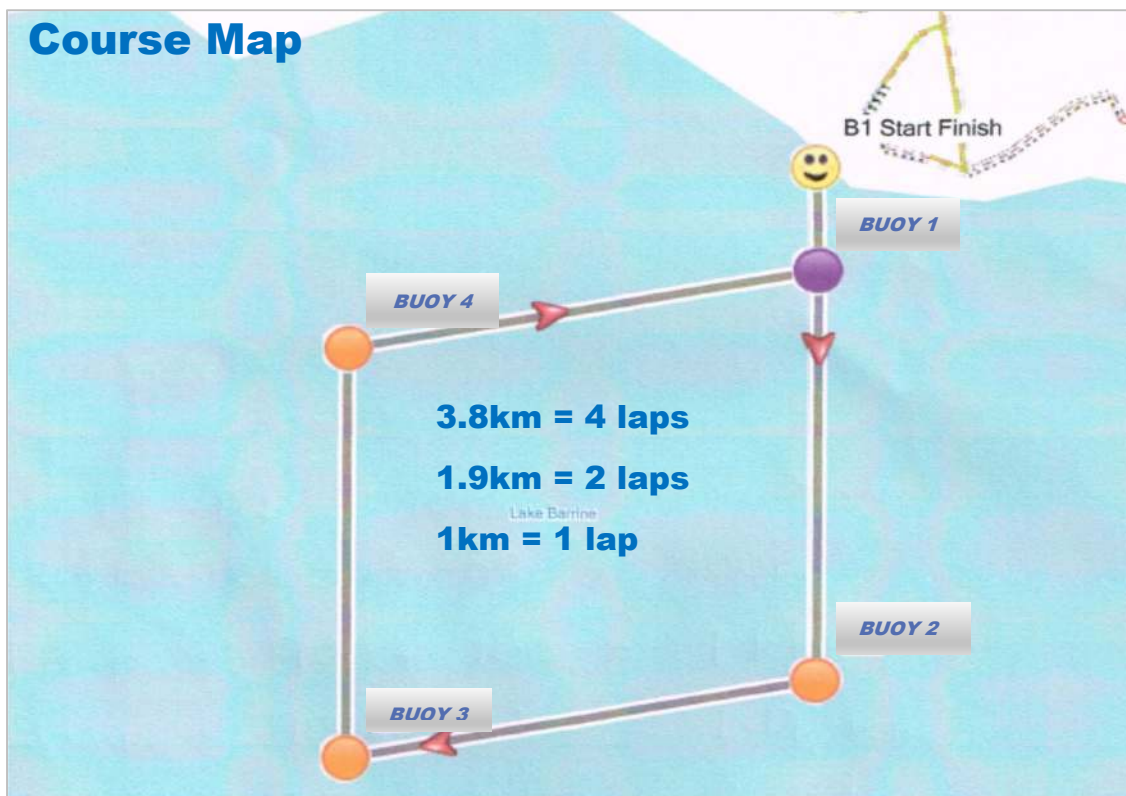 Course Map
B1 Start Finish
BUOY 1
BUOY 4
3.8km = 4 laps
1.9km = 2 laps
Lake Barrine
1km = 1 lap
BUOY 2
BUOY 3